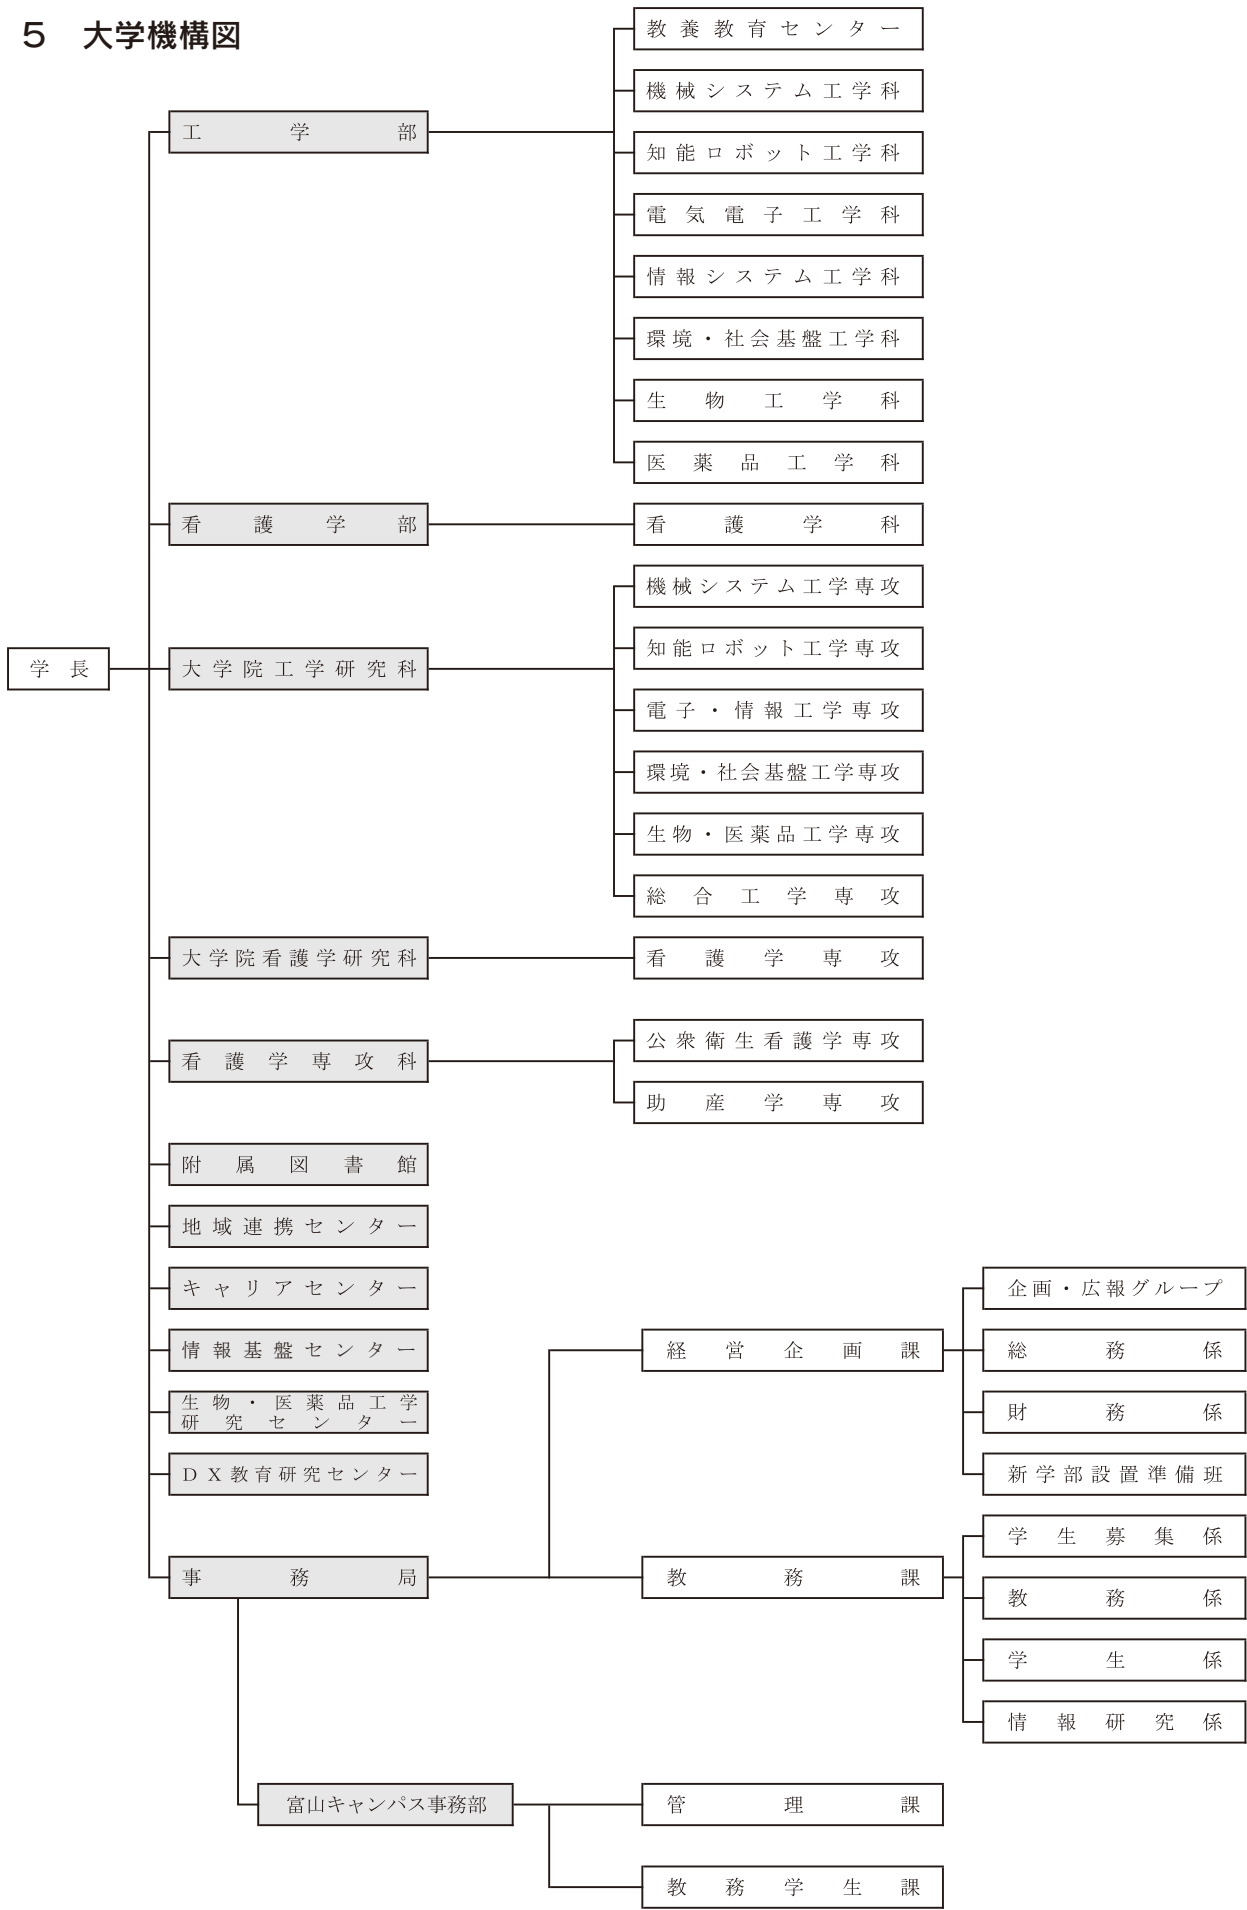 5 大学機構図
学長
工学部
教養教育センター
機械システム工学科
知能ロボット工学科
電気電子工学科
情報システム工学科
環境・社会基盤工学科
生物工学科
医薬品工学科
看護学部
看護学科
大学院工学研究科
機械システム工学専攻
知能ロボット工学専攻
電子・情報工学専攻
環境・社会基盤工学専攻
生物・医薬品工学専攻
総合工学専攻
大学院看護学研究科
看護学専攻
看護学専攻科
公衆衛生看護学専攻
助産学専攻
附属図書館
地域連携センター
キャリアセンター
情報基盤センター
生物・医薬品工学
研究センター
DX教育研究センター
事務局
経営企画課
企画・広報グループ
総務係
財務係
新学部設置準備班
教務課
学生募集係
教務係
学生係
情報研究係
富山キャンパス事務部
管理課
教務学生課